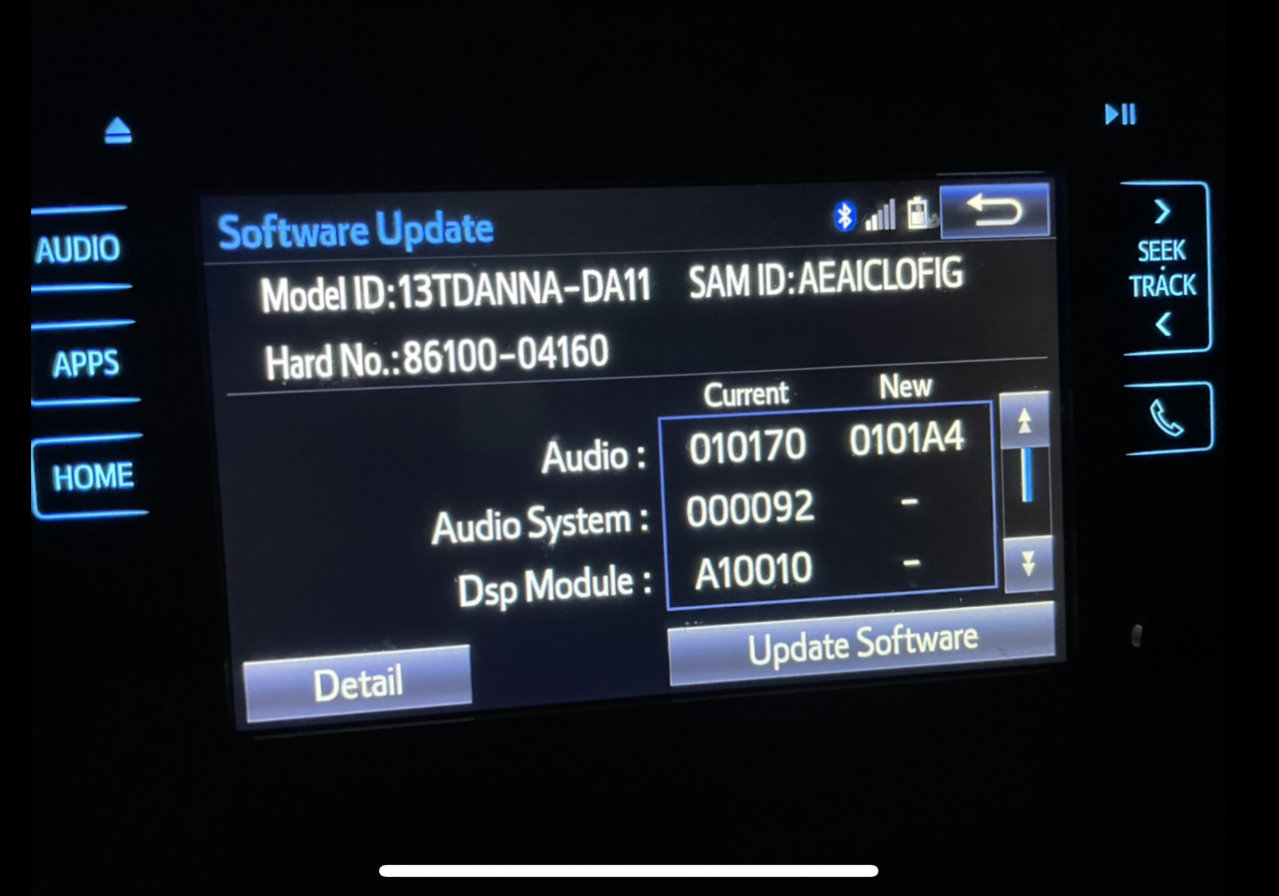 AUDIO
APPS
HOME
Software Update
Model ID:13TDANNA-DA11 SAM ID:AEAICLOFIG
Hard No.:86100-04160
Current New
Audio : 010170 0101A4
Audio System : 000092 -
Dsp Module : A10010 -
Detail
Update Software
SEEK
TRACK